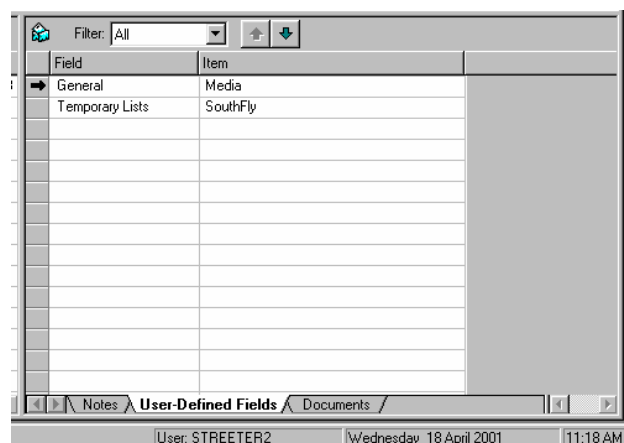 Filter: All
Field Item
General Media
Temporary Lists SouthFly
Notes User-Defined Fields Documents
User: STREETER2 Wednesday 18 April 2001 11:18 AM